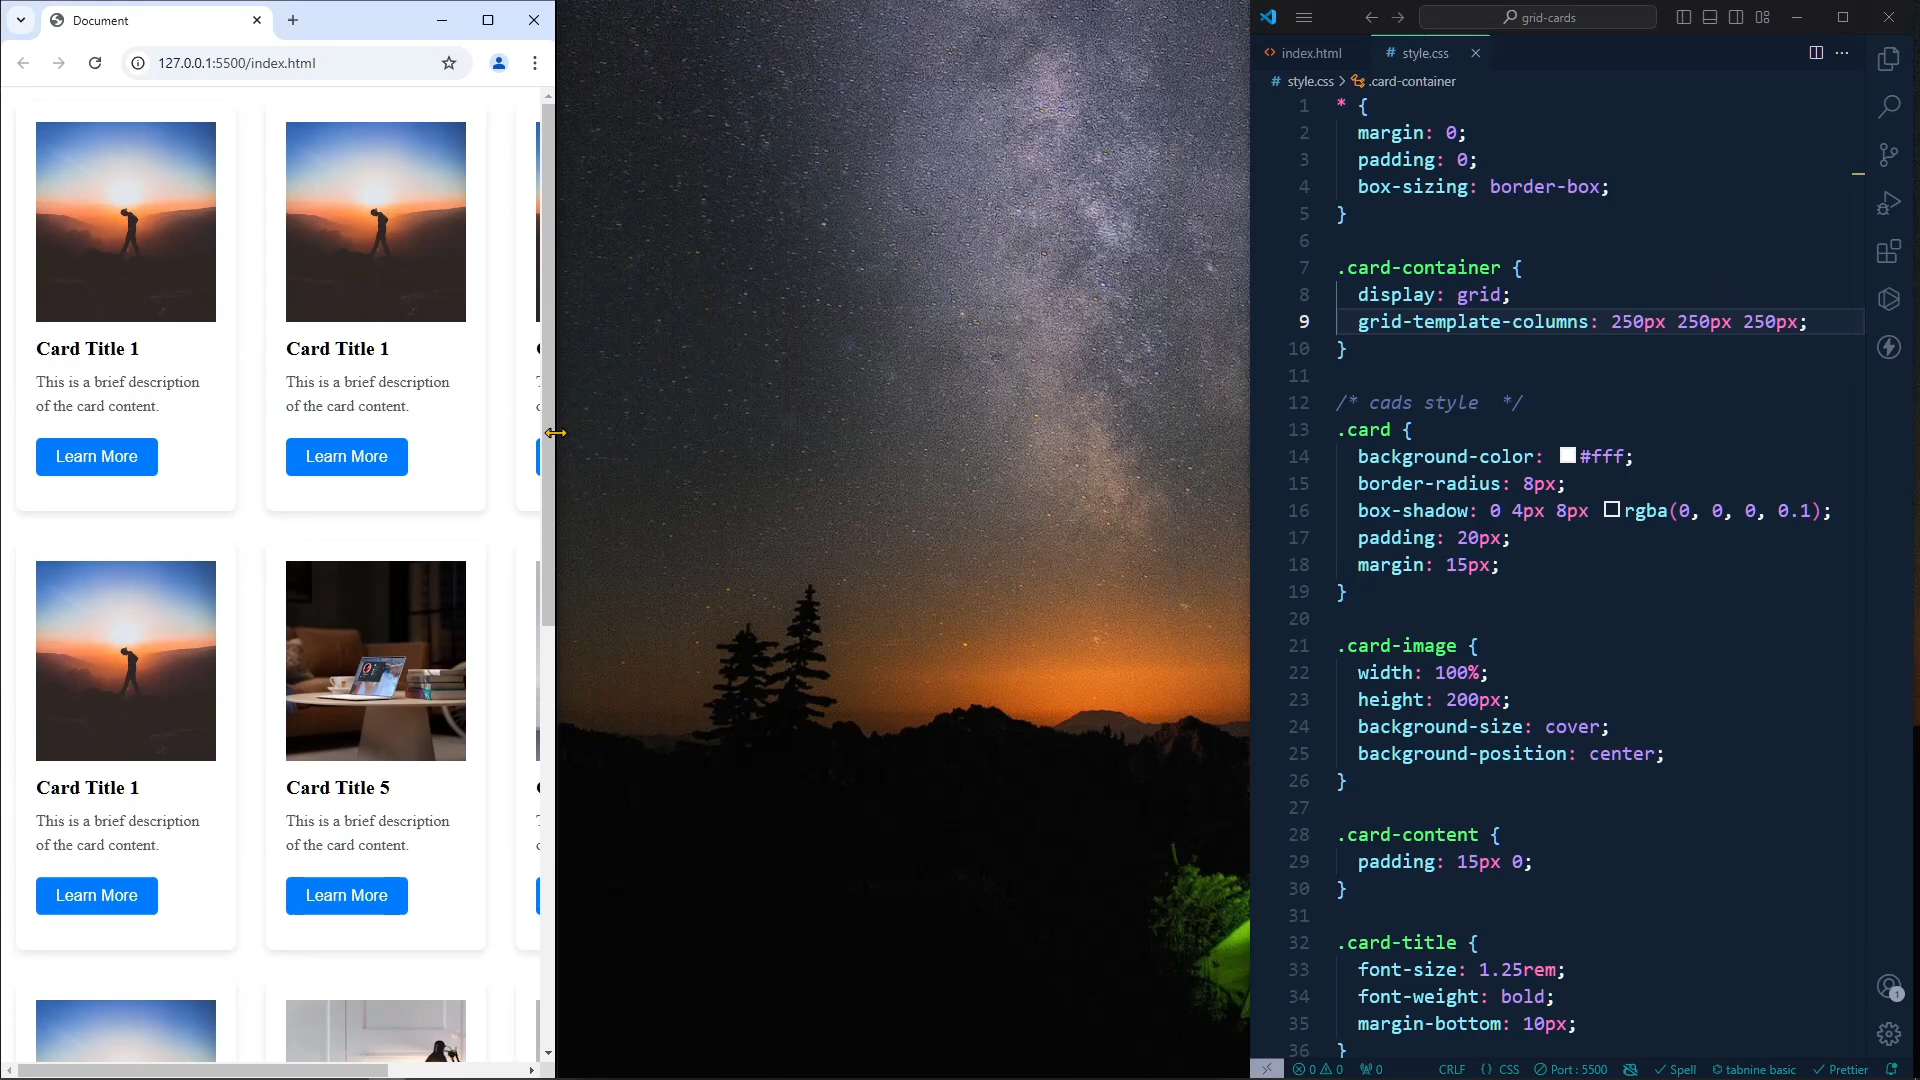 Document
127.0.0.1:5500/index.html
Card Title 1
This is a brief description
of the card content.
Learn More
Card Title 1
This is a brief description
of the card content.
Learn More
Card Title 1
This is a brief description
of the card content.
Learn More
Card Title 5
This is a brief description
of the card content.
Learn More
grid-cards
index.html
# style.css
# style.css > .card-container
1 * {
2 margin: 0;
3 padding: 0;
4 box-sizing: border-box;
5 }
6
7 .card-container {
8 display: grid;
9 grid-template-columns: 250px 250px 250px;
10 }
11
12 /* cads style */
13 .card {
14 background-color: #fff;
15 border-radius: 8px;
16 box-shadow: 0 4px 8px rgba(0, 0, 0, 0.1);
17 padding: 20px;
18 margin: 15px;
19 }
20
21 .card-image {
22 width: 100%;
23 height: 200px;
24 background-size: cover;
25 background-position: center;
26 }
27
28 .card-content {
29 padding: 15px 0;
30 }
31
32 .card-title {
33 font-size: 1.25rem;
34 font-weight: bold;
35 margin-bottom: 10px;
36 }
1
0 0 0 CRLF {} CSS Port : 5500 Spell tabnine basic Prettier